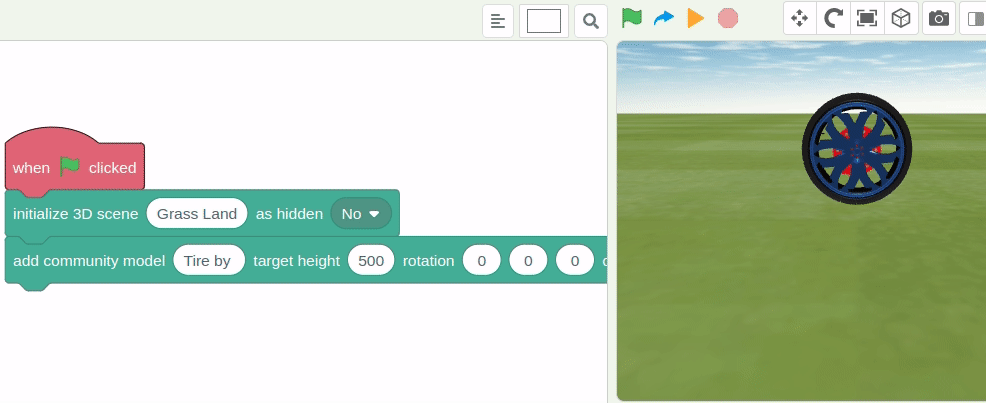 when clicked
initialize 3D scene Grass Land as hidden No
add community model Tire by target height 500 rotation 0 0 0